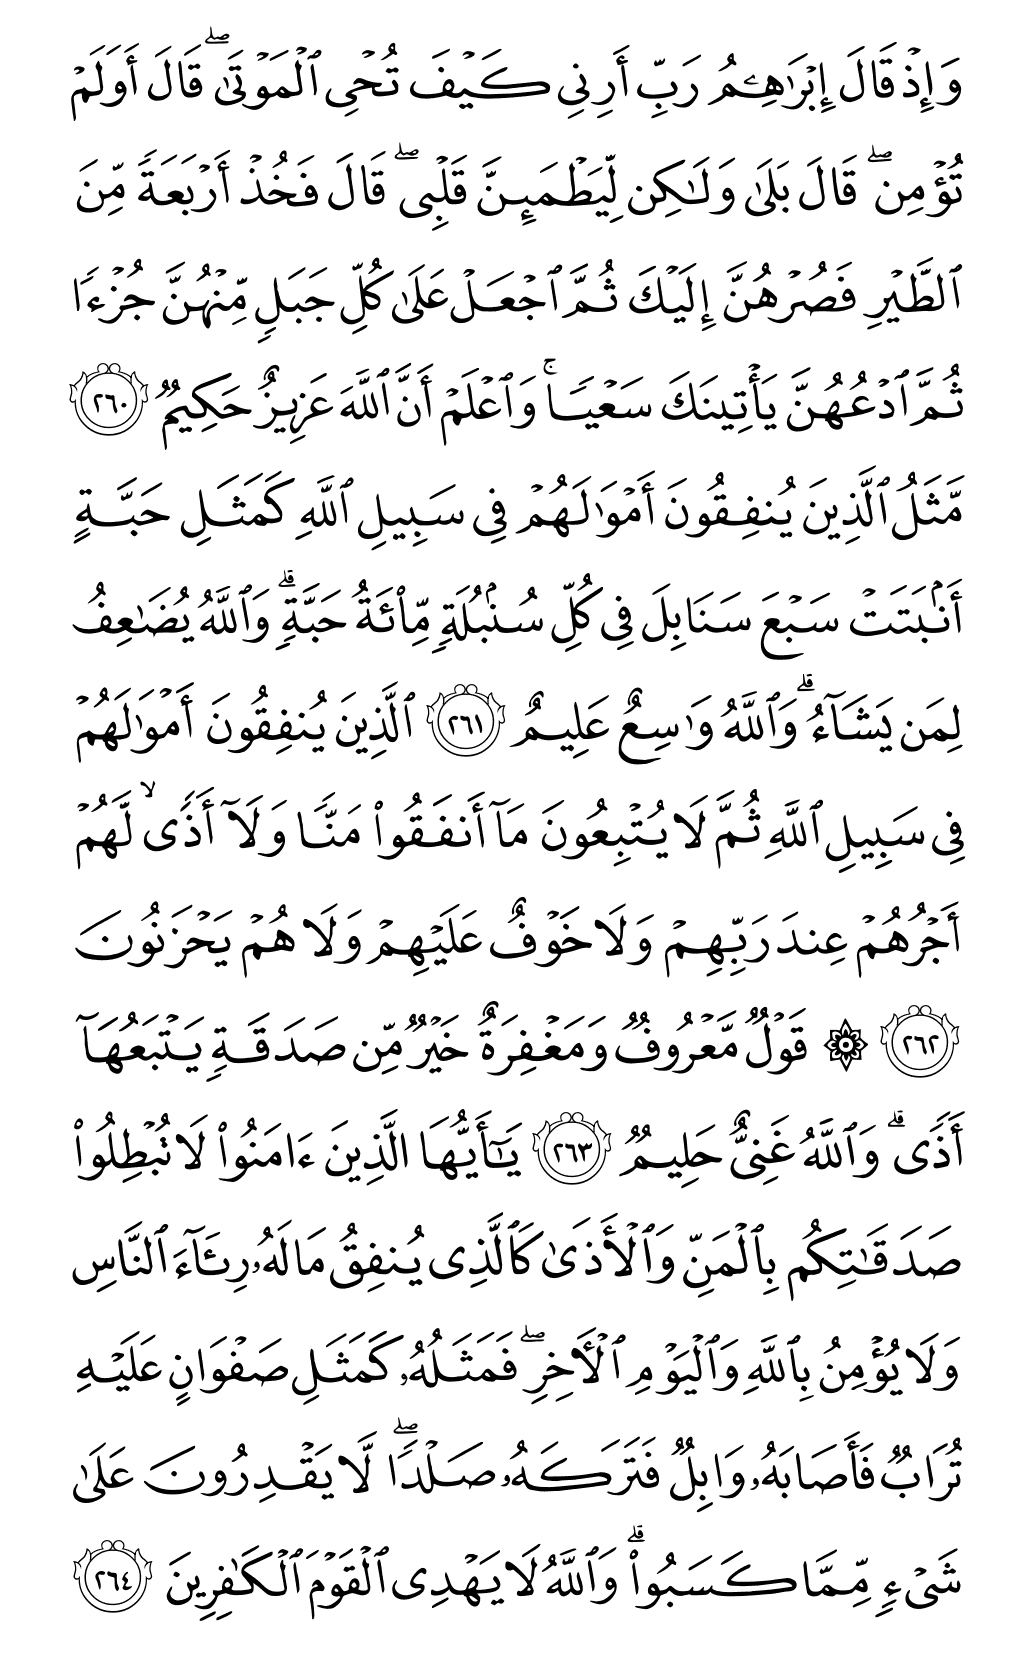 وَإِذْ قَالَ إِبْرَٰهِـۧمُ رَبِّ أَرِنِي كَيْفَ تُحْىِ ٱلْمَوْتَىٰ ۖ قَالَ أَوَلَمْ
تُؤْمِن ۖ قَالَ بَلَىٰ وَلَـٰكِن لِّيَطْمَئِنَّ قَلْبِى ۖ قَالَ فَخُذْ أَرْبَعَةً مِّنَ
ٱلطَّيْرِ فَصُرْهُنَّ إِلَيْكَ ثُمَّ ٱجْعَلْ عَلَىٰ كُلِّ جَبَلٍ مِّنْهُنَّ جُزْءًا
ثُمَّ ٱدْعُهُنَّ يَأْتِينَكَ سَعْيًا ۚ وَٱعْلَمْ أَنَّ ٱللَّهَ عَزِيزٌ حَكِيمٌ ٢٦٠
مَّثَلُ ٱلَّذِينَ يُنفِقُونَ أَمْوَٰلَهُمْ فِى سَبِيلِ ٱللَّهِ كَمَثَلِ حَبَّةٍ
أَنۢبَتَتْ سَبْعَ سَنَابِلَ فِى كُلِّ سُنۢبُلَةٍ مِّا۟ئَةُ حَبَّةٍ ۗ وَٱللَّهُ يُضَـٰعِفُ
لِمَن يَشَآءُ ۗ وَٱللَّهُ وَٰسِعٌ عَلِيمٌ ٢٦١ ٱلَّذِينَ يُنفِقُونَ أَمْوَٰلَهُمْ
فِى سَبِيلِ ٱللَّهِ ثُمَّ لَا يُتْبِعُونَ مَآ أَنفَقُوا۟ مَنًّا وَلَآ أَذًى ۙ لَّهُمْ
أَجْرُهُمْ عِندَ رَبِّهِمْ وَلَا خَوْفٌ عَلَيْهِمْ وَلَا هُمْ يَحْزَنُونَ
٢٦٢ ۞ قَوْلٌ مَّعْرُوفٌ وَمَغْفِرَةٌ خَيْرٌ مِّن صَدَقَةٍ يَتْبَعُهَآ
أَذًى ۗ وَٱللَّهُ غَنِىٌّ حَلِيمٌ ٢٦٣ يَـٰٓأَيُّهَا ٱلَّذِينَ ءَامَنُوا۟ لَا تُبْطِلُوا۟
صَدَقَـٰتِكُم بِٱلْمَنِّ وَٱلْأَذَىٰ كَٱلَّذِى يُنفِقُ مَالَهُۥ رِئَآءَ ٱلنَّاسِ
وَلَا يُؤْمِنُ بِٱللَّهِ وَٱلْيَوْمِ ٱلْـَٔاخِرِ ۖ فَمَثَلُهُۥ كَمَثَلِ صَفْوَانٍ عَلَيْهِ
تُرَابٌ فَأَصَابَهُۥ وَابِلٌ فَتَرَكَهُۥ صَلْدًا ۖ لَّا يَقْدِرُونَ عَلَىٰ
شَىْءٍ مِّمَّا كَسَبُوا۟ ۗ وَٱللَّهُ لَا يَهْدِى ٱلْقَوْمَ ٱلْكَـٰفِرِينَ ٢٦٤